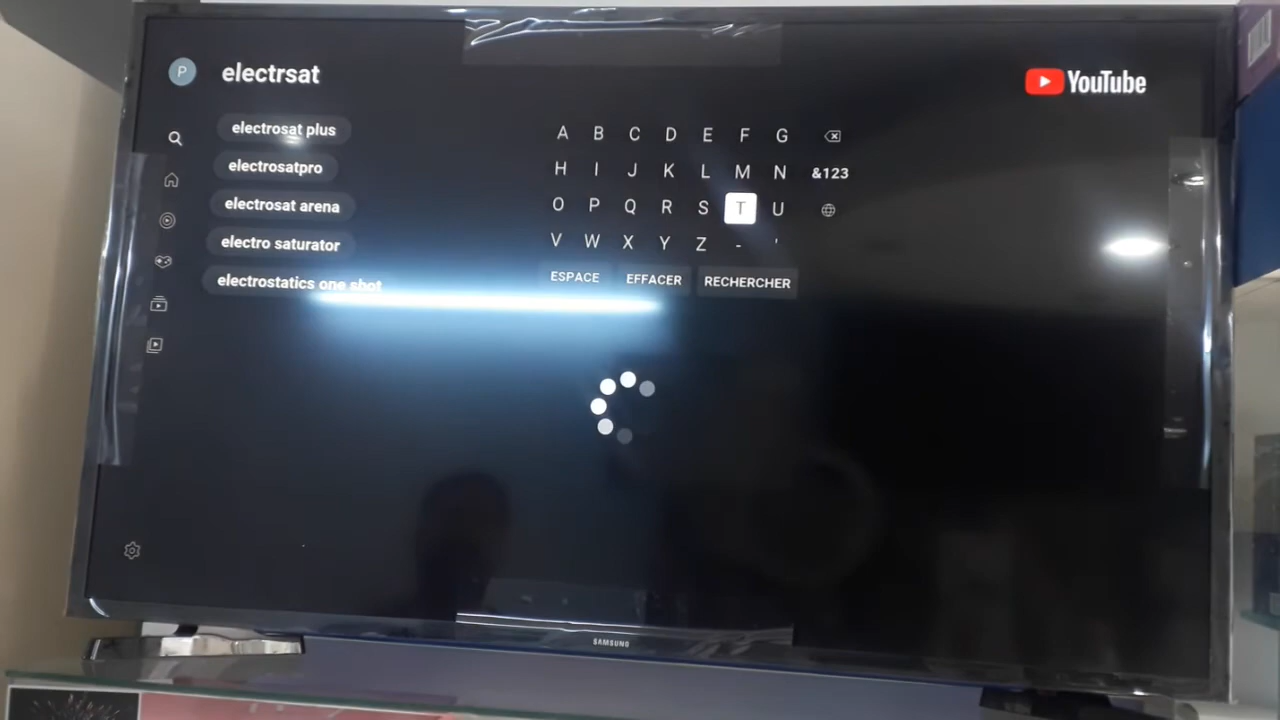 P
electrsat
YouTube
electrosat plus
electrosatpro
electrosat arena
electro saturator
electrostatics one shot
A B C D E F G
H I J K L M N &123
O P Q R S T U
V W X Y Z - '
ESPACE EFFACER RECHERCHER
SAMSUNG